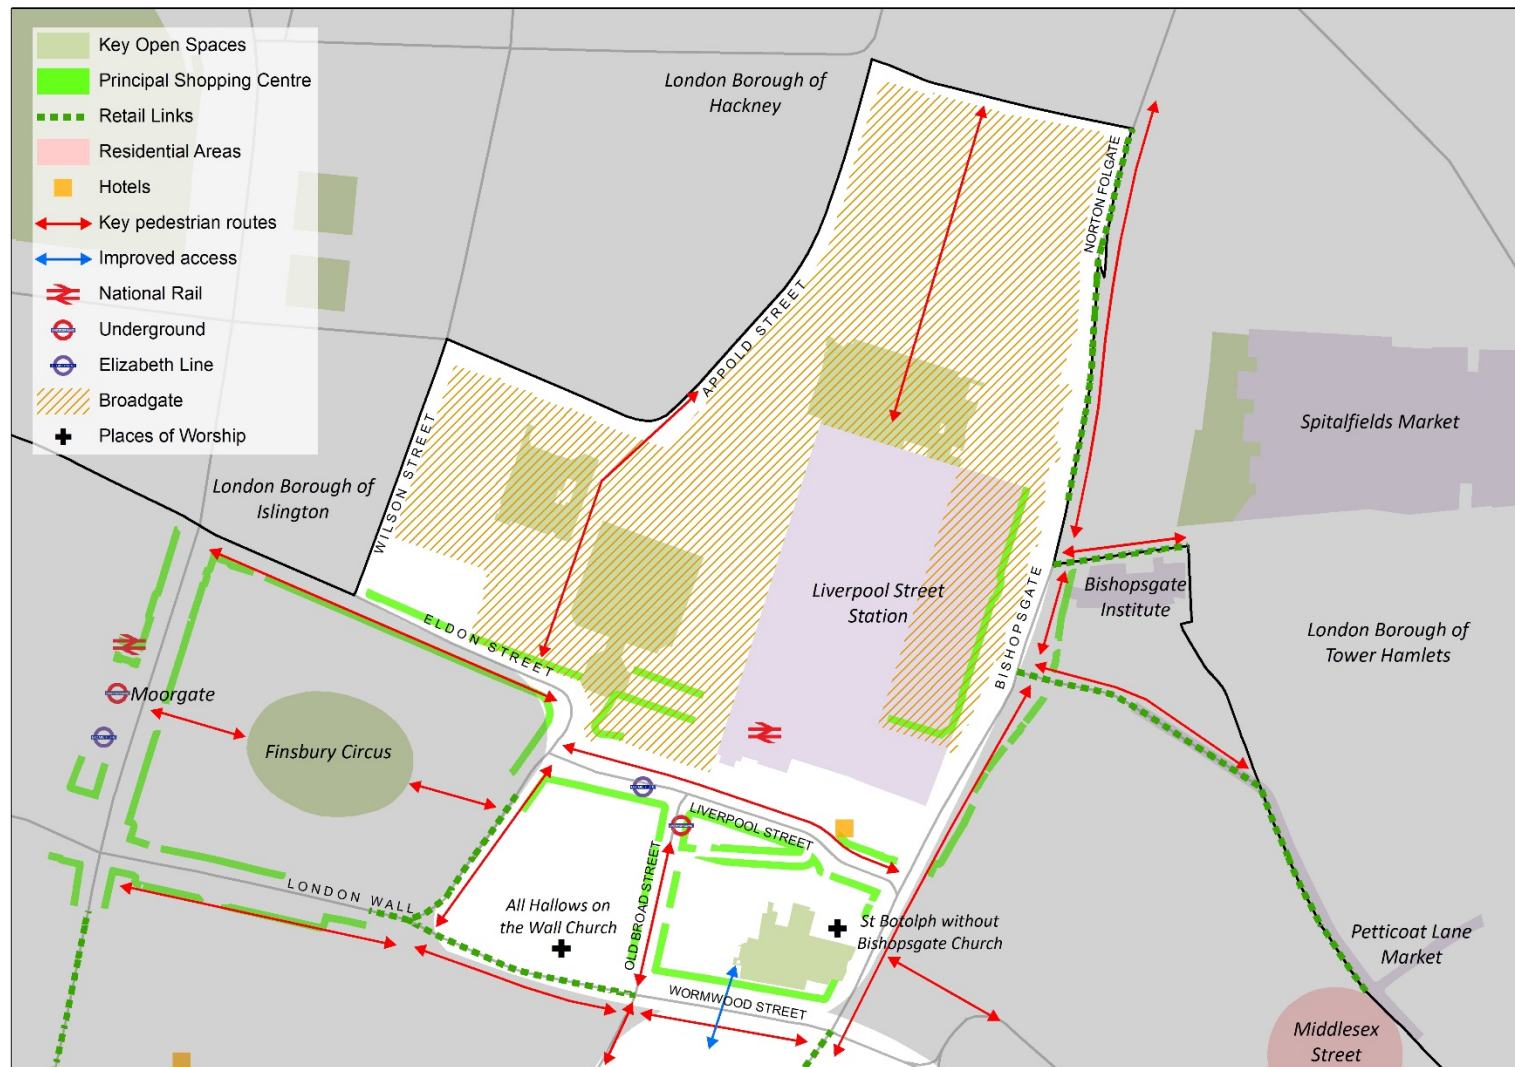 Key Open Spaces
Principal Shopping Centre
Retail Links
Residential Areas
Hotels
Key pedestrian routes
Improved access
National Rail
Underground
Elizabeth Line
Broadgate
Places of Worship
London Borough of
Hackney
NORTON FOLGATE
APPOLD STREET
Spitalfields Market
WILSON STREET
London Borough of
Islington
Liverpool Street
Station
BISHOPSGATE
Bishopsgate
Institute
London Borough of
Tower Hamlets
ELDON STREET
Moorgate
Finsbury Circus
LIVERPOOL STREET
OLD BROAD STREET
LONDON WALL
All Hallows on
the Wall Church
St Botolph without
Bishopsgate Church
Petticoat Lane
Market
WORMWOOD STREET
Middlesex
Street